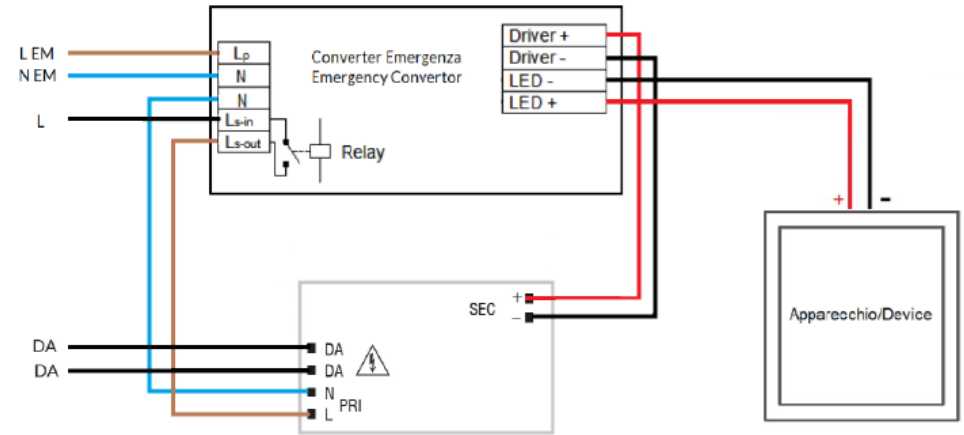 L EM
N EM
L
Lp
N
N
Ls-in
Ls-out
Converter Emergenza
Emergency Convertor
Relay
Driver +
Driver -
LED -
LED +
+ -
Apparecchio/Device
SEC
+
-
DA
DA
DA
DA
N
L
PRI